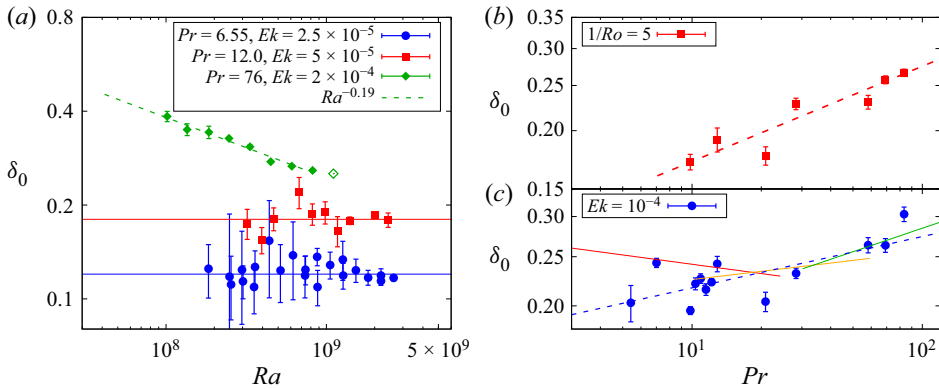 (a)
0.8
0.4
0.2
0.1
δ0
Pr = 6.55, Ek = 2.5 × 10−5
Pr = 12.0, Ek = 5 × 10−5
Pr = 76, Ek = 2 × 10−4
Ra−0.19
10^8
10^9
5 × 10^9
Ra
(b)
0.35
0.30
0.25
0.20
0.15
δ0
1/Ro = 5
(c)
0.30
0.25
0.20
δ0
Ek = 10−4
10^1
10^2
Pr